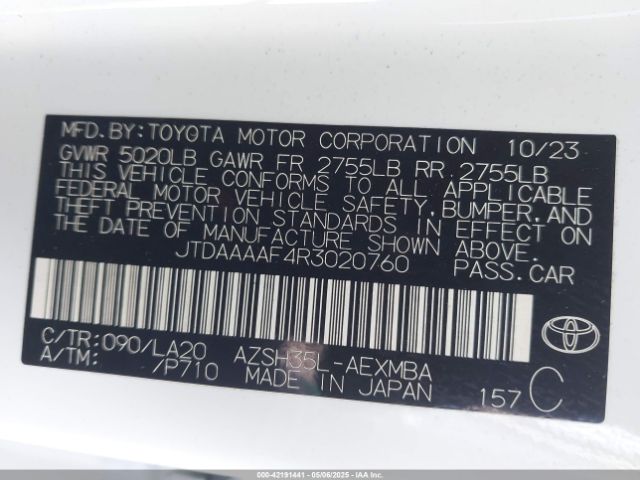 MFD. BY: TOYOTA MOTOR CORPORATION 10/23
GVWR 5020LB GAWR FR 2755LB RR 2755LB
THIS VEHICLE CONFORMS TO ALL APPLICABLE
FEDERAL MOTOR VEHICLE SAFETY, BUMPER, AND
THEFT PREVENTION STANDARDS IN EFFECT ON
THE DATE OF MANUFACTURE SHOWN ABOVE.
JTDAAAAF4R3020760 PASS. CAR
C/TR: 090/LA20 AZSH35L-AEXMBA
A/TM: /P710 MADE IN JAPAN 157 C
000-42191441 - 05/06/2025 - IAAI.COM